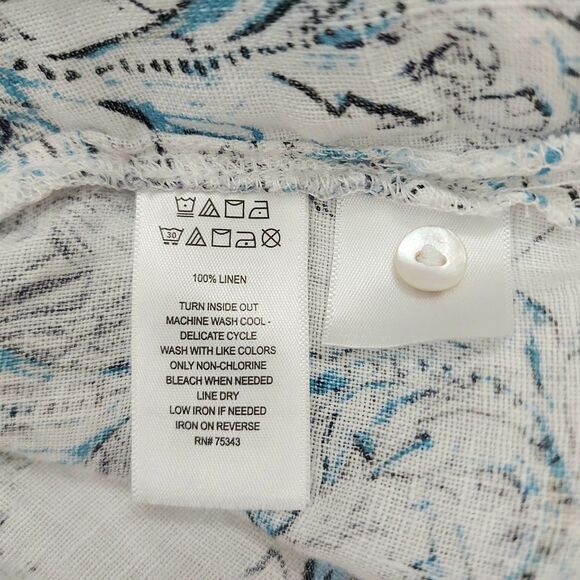 30
100% LINEN
TURN INSIDE OUT
MACHINE WASH COOL -
DELICATE CYCLE
WASH WITH LIKE COLORS
ONLY NON-CHLORINE
BLEACH WHEN NEEDED
LINE DRY
LOW IRON IF NEEDED
IRON ON REVERSE
RN# 75343